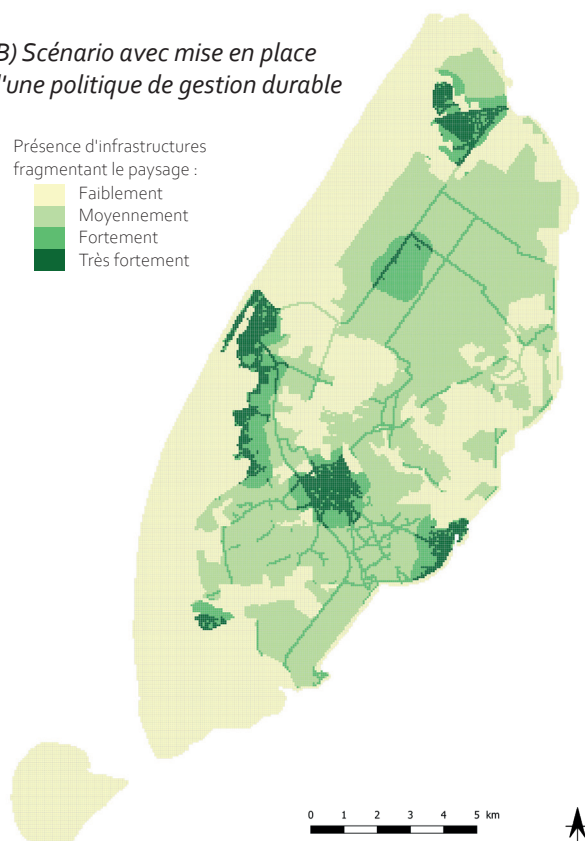 B) Scénario avec mise en place
d'une politique de gestion durable
Présence d'infrastructures
fragmentant le paysage :
Faiblement
Moyennement
Fortement
Très fortement
0 1 2 3 4 5 km